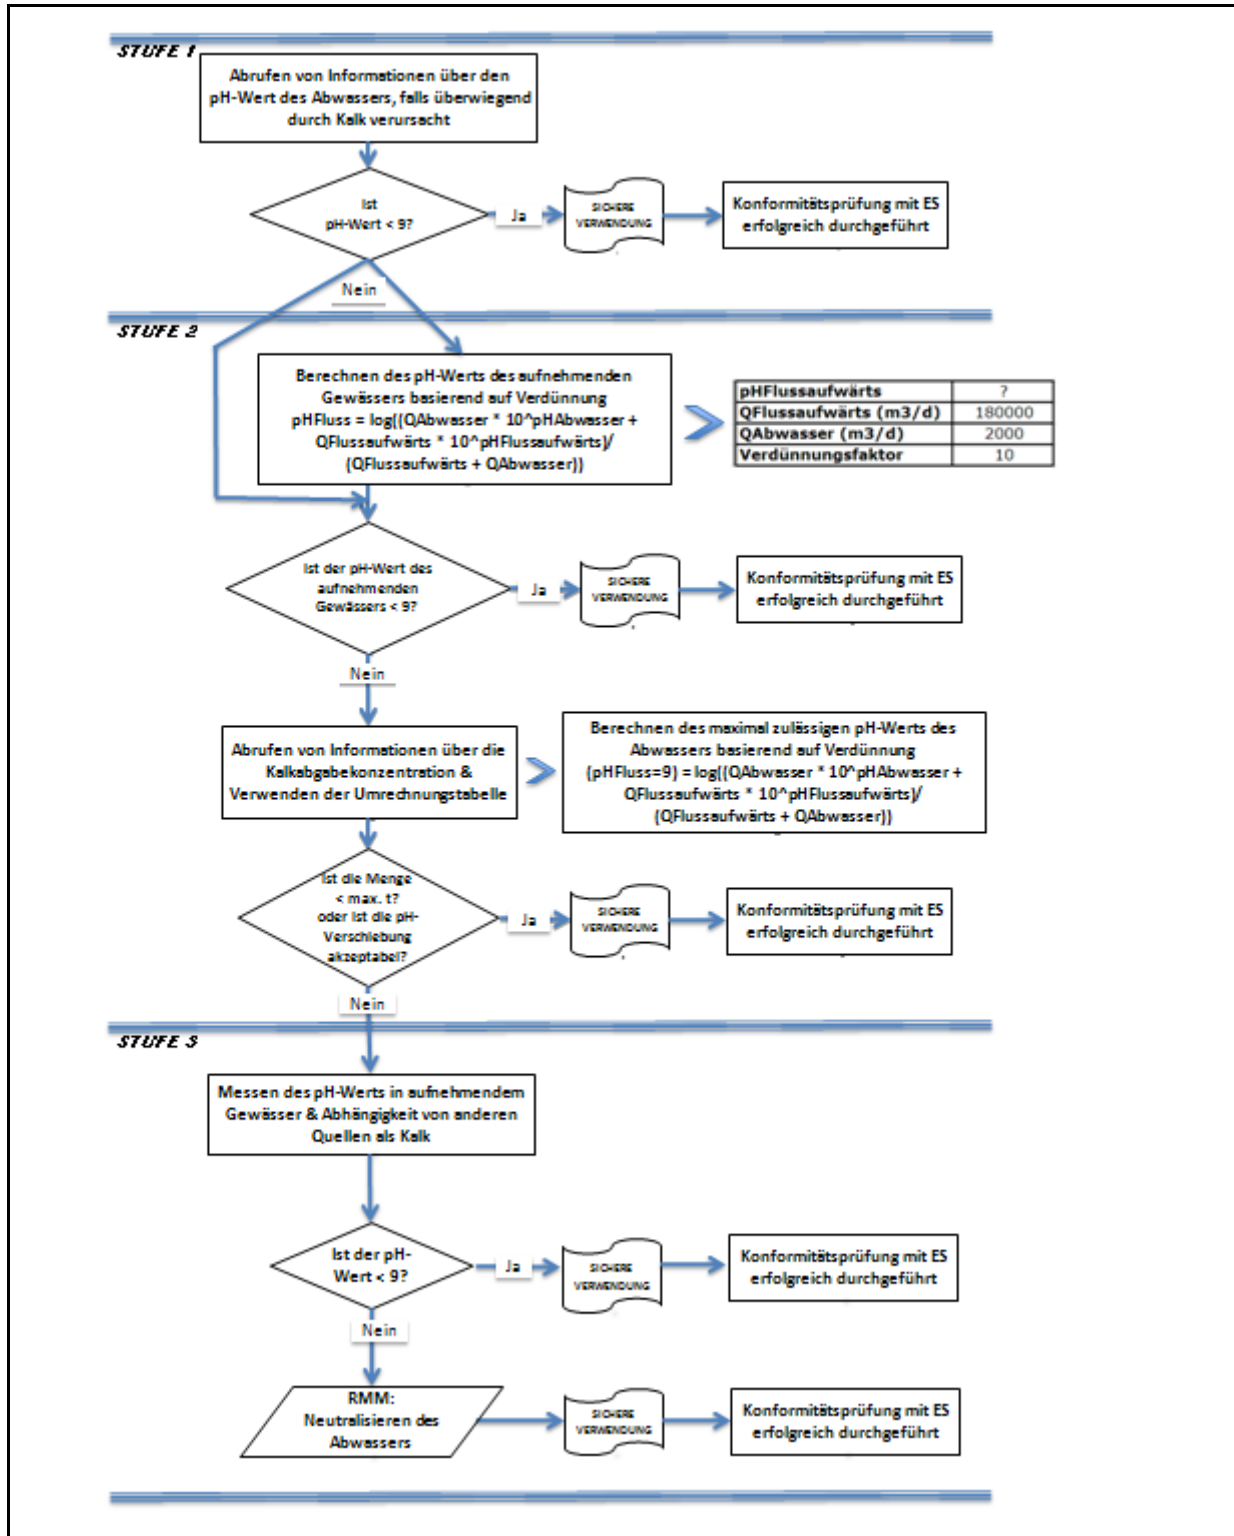 STUFE 1
Abrufen von Informationen über den
pH-Wert des Abwassers, falls überwiegend
durch Kalk verursacht
Ist
pH-Wert < 9?
Ja
SICHERE
VERWENDUNG
Konformitätsprüfung mit ES
erfolgreich durchgeführt
Nein
STUFE 2
Berechnen des pH-Werts des aufnehmenden
Gewässers basierend auf Verdünnung
pHFluss = log((QAbwasser * 10^pHAbwasser +
QFlussaufwärts * 10^pHFlussaufwärts)/
(QFlussaufwärts + QAbwasser))
pHFlussaufwärts ?
QFlussaufwärts (m3/d) 180000
QAbwasser (m3/d) 2000
Verdünnungsfaktor 10
Ist der pH-Wert des
aufnehmenden
Gewässers < 9?
Ja
SICHERE
VERWENDUNG
Konformitätsprüfung mit ES
erfolgreich durchgeführt
Nein
Abrufen von Informationen über die
Kalkabgabekonzentration &
Verwenden der Umrechnungstabelle
Berechnen des maximal zulässigen pH-Werts des
Abwassers basierend auf Verdünnung
(pHFluss=9) = log((QAbwasser * 10^pHAbwasser +
QFlussaufwärts * 10^pHFlussaufwärts)/
(QFlussaufwärts + QAbwasser))
Ist die Menge
< max. t?
oder ist die pH-
Verschiebung
akzeptabel?
Ja
SICHERE
VERWENDUNG
Konformitätsprüfung mit ES
erfolgreich durchgeführt
Nein
STUFE 3
Messen des pH-Werts in aufnehmendem
Gewässer & Abhängigkeit von anderen
Quellen als Kalk
Ist der pH-
Wert < 9?
Ja
SICHERE
VERWENDUNG
Konformitätsprüfung mit ES
erfolgreich durchgeführt
Nein
RMM:
Neutralisieren des
Abwassers
SICHERE
VERWENDUNG
Konformitätsprüfung mit ES
erfolgreich durchgeführt